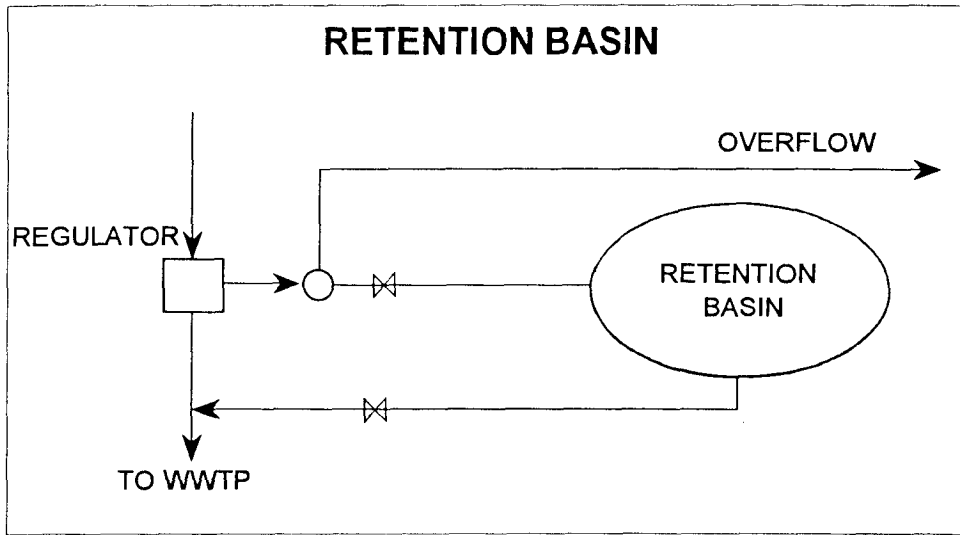 RETENTION BASIN
OVERFLOW
REGULATOR
RETENTION
BASIN
TO WWTP